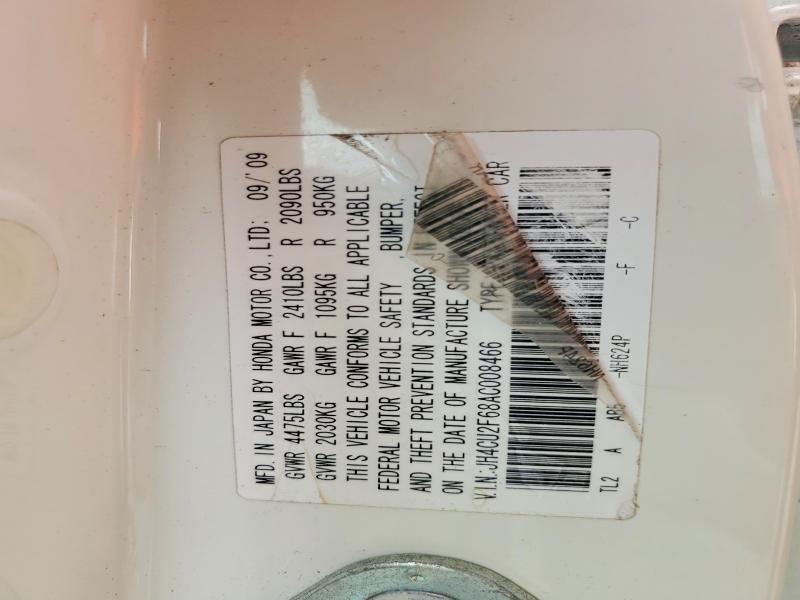 MFD. IN JAPAN BY HONDA MOTOR CO.,LTD; 09/'09
GVWR 4475LBS GAWR F 2410LBS R 2090LBS
GVWR 2030KG GAWR F 1095KG R 950KG
THIS VEHICLE CONFORMS TO ALL APPLICABLE
FEDERAL MOTOR VEHICLE SAFETY , BUMPER,
AND THEFT PREVENTION STANDARDS IN
ON THE DATE OF MANUFACTURE
V.I.N.:JH4CU2F68AC008466 TYPE CAR
TL2 A -NH624P -F -C